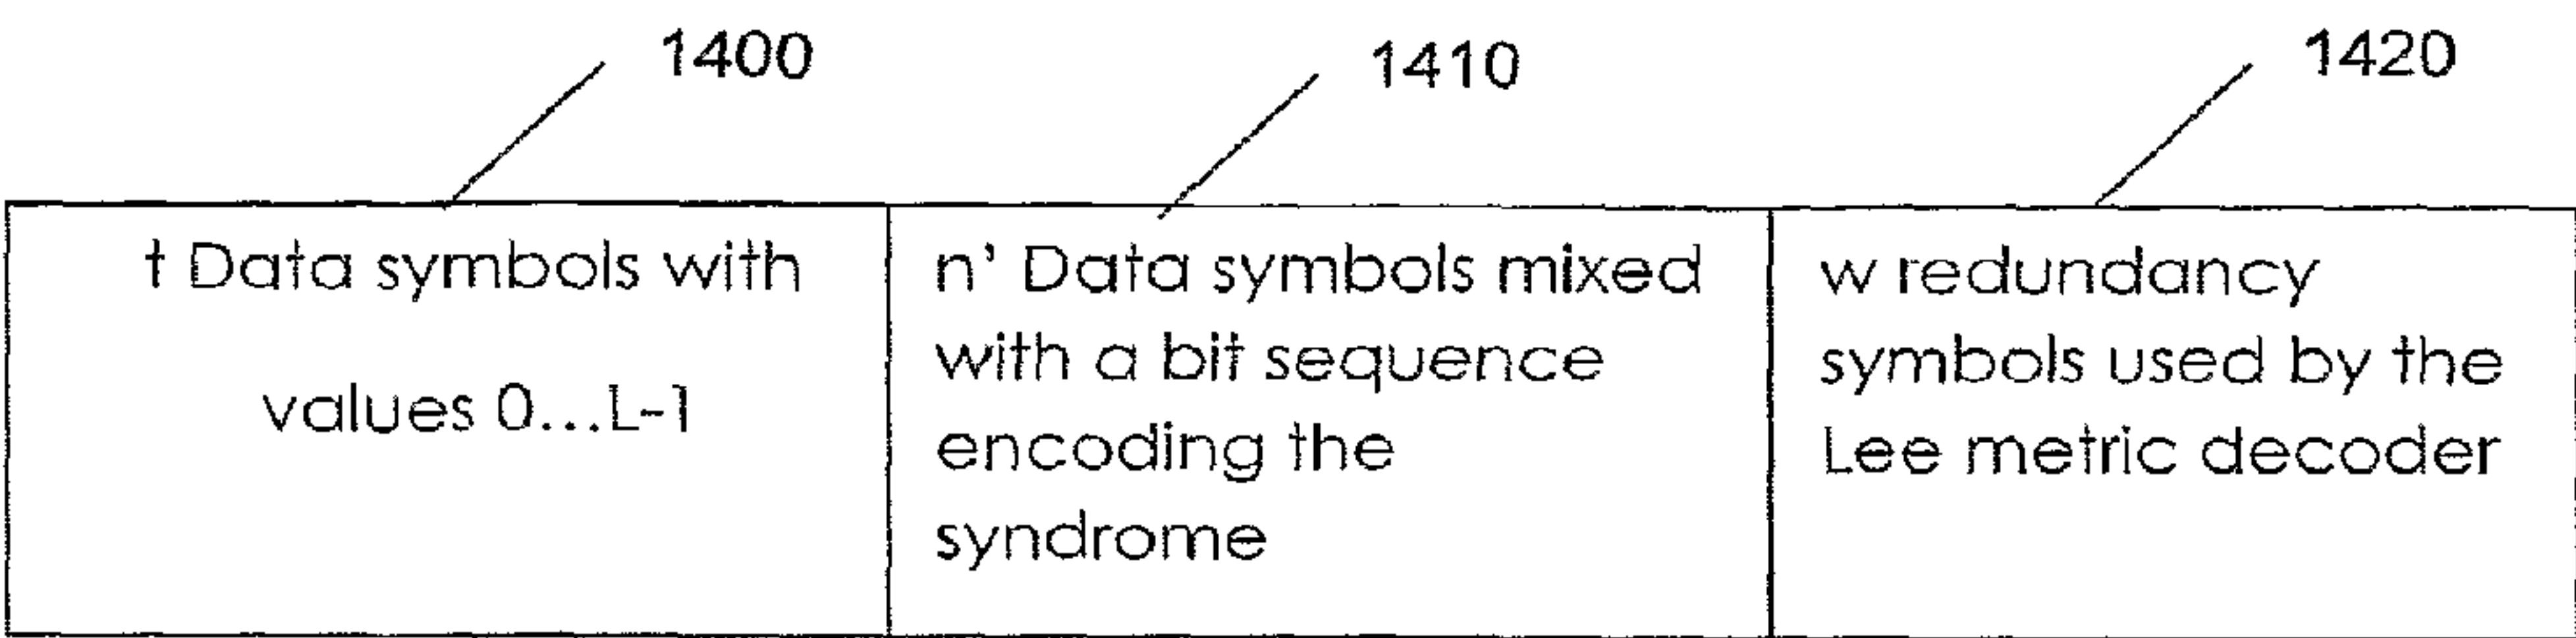 1400
1410
1420
t Data symbols with
values 0...L-1
n' Data symbols mixed
with a bit sequence
encoding the
syndrome
w redundancy
symbols used by the
Lee metric decoder